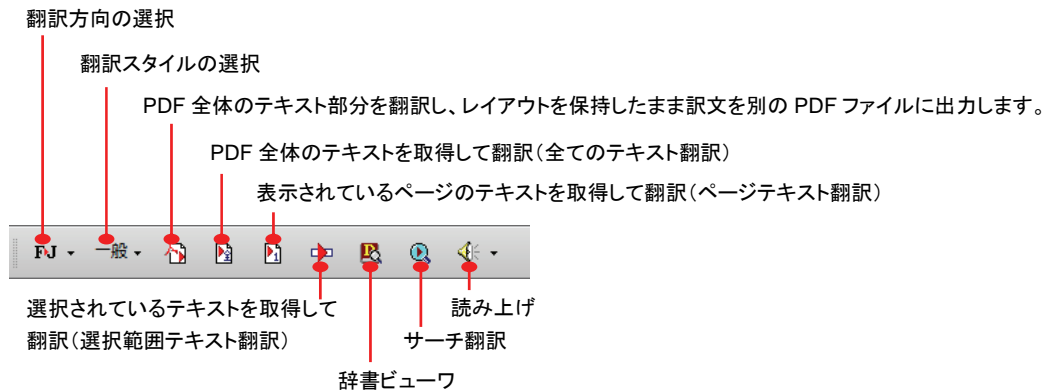 翻訳方向の選択
翻訳スタイルの選択
PDF 全体のテキスト部分を翻訳し、レイアウトを保持したまま訳文を別の PDF ファイルに出力します。
PDF 全体のテキストを取得して翻訳（全てのテキスト翻訳）
表示されているページのテキストを取得して翻訳（ページテキスト翻訳）
一般
選択されているテキストを取得して
翻訳（選択範囲テキスト翻訳）
読み上げ
サーチ翻訳
辞書ビューワ